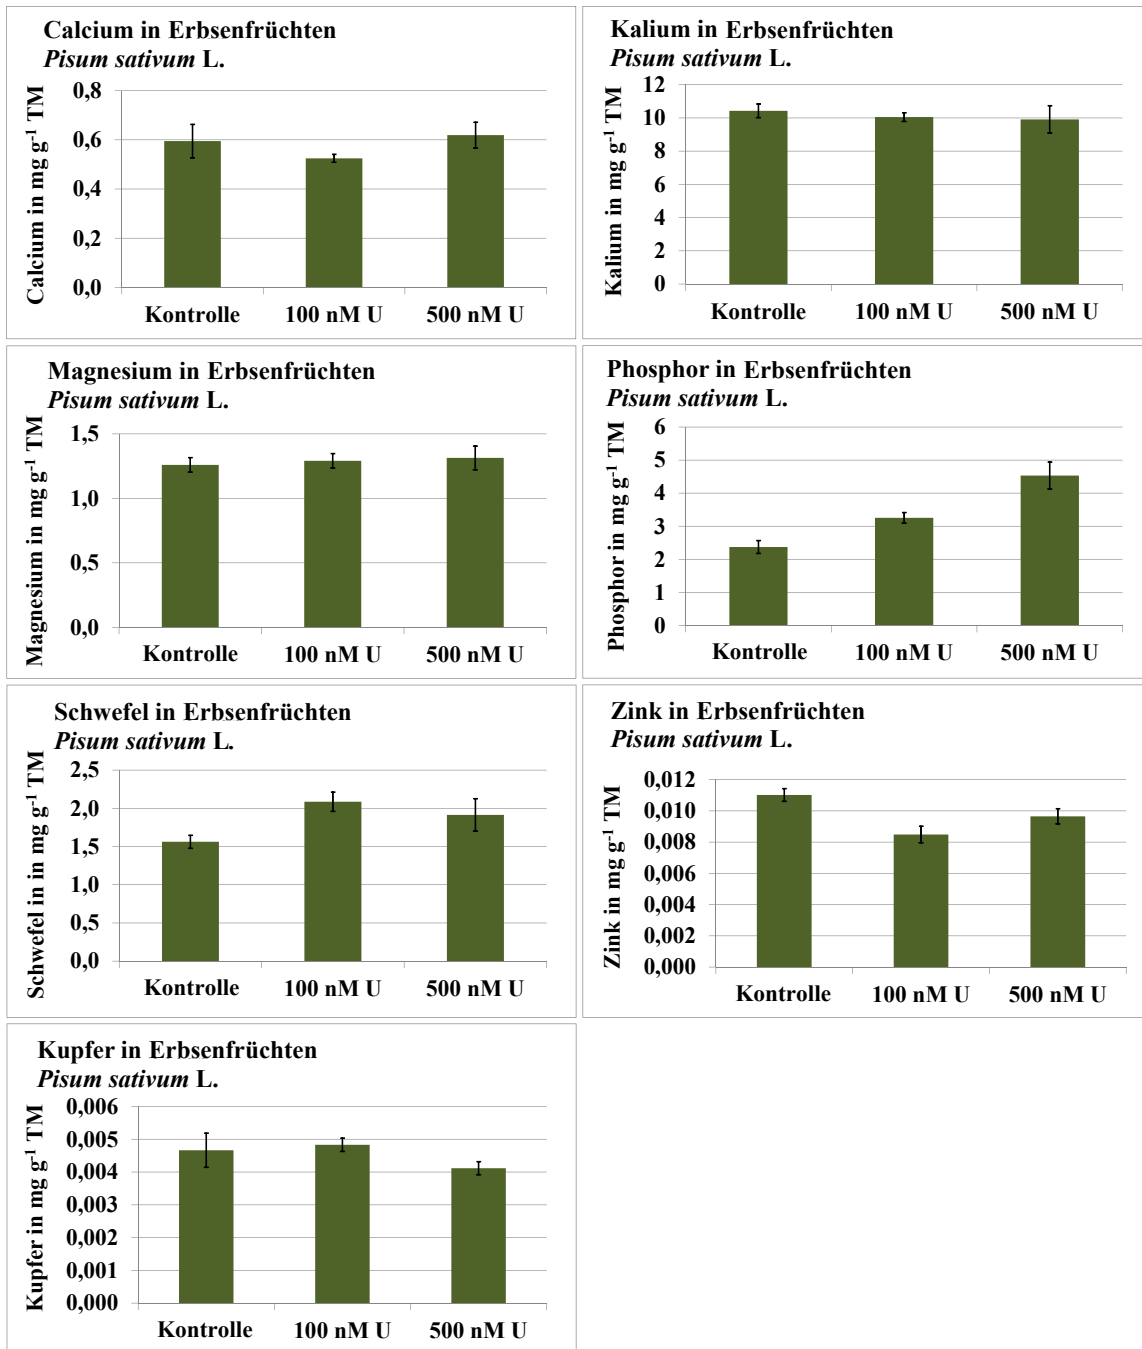 Calcium in Erbsenfrüchten
Pisum sativum L.
Calcium in mg g-1 TM
0,8
0,6
0,4
0,2
0,0
Kontrolle 100 nM U 500 nM U
Kalium in Erbsenfrüchten
Pisum sativum L.
Kalium in mg g-1 TM
12
10
8
6
4
2
0
Kontrolle 100 nM U 500 nM U
Magnesium in Erbsenfrüchten
Pisum sativum L.
Magnesium in mg g-1 TM
1,5
1,0
0,5
0,0
Kontrolle 100 nM U 500 nM U
Phosphor in Erbsenfrüchten
Pisum sativum L.
Phosphor in mg g-1 TM
6
5
4
3
2
1
0
Kontrolle 100 nM U 500 nM U
Schwefel in Erbsenfrüchten
Pisum sativum L.
Schwefel in in mg g-1 TM
2,5
2,0
1,5
1,0
0,5
0,0
Kontrolle 100 nM U 500 nM U
Zink in Erbsenfrüchten
Pisum sativum L.
Zink in mg g-1 TM
0,012
0,010
0,008
0,006
0,004
0,002
0,000
Kontrolle 100 nM U 500 nM U
Kupfer in Erbsenfrüchten
Pisum sativum L.
Kupfer in mg g-1 TM
0,006
0,005
0,004
0,003
0,002
0,001
0,000
Kontrolle 100 nM U 500 nM U